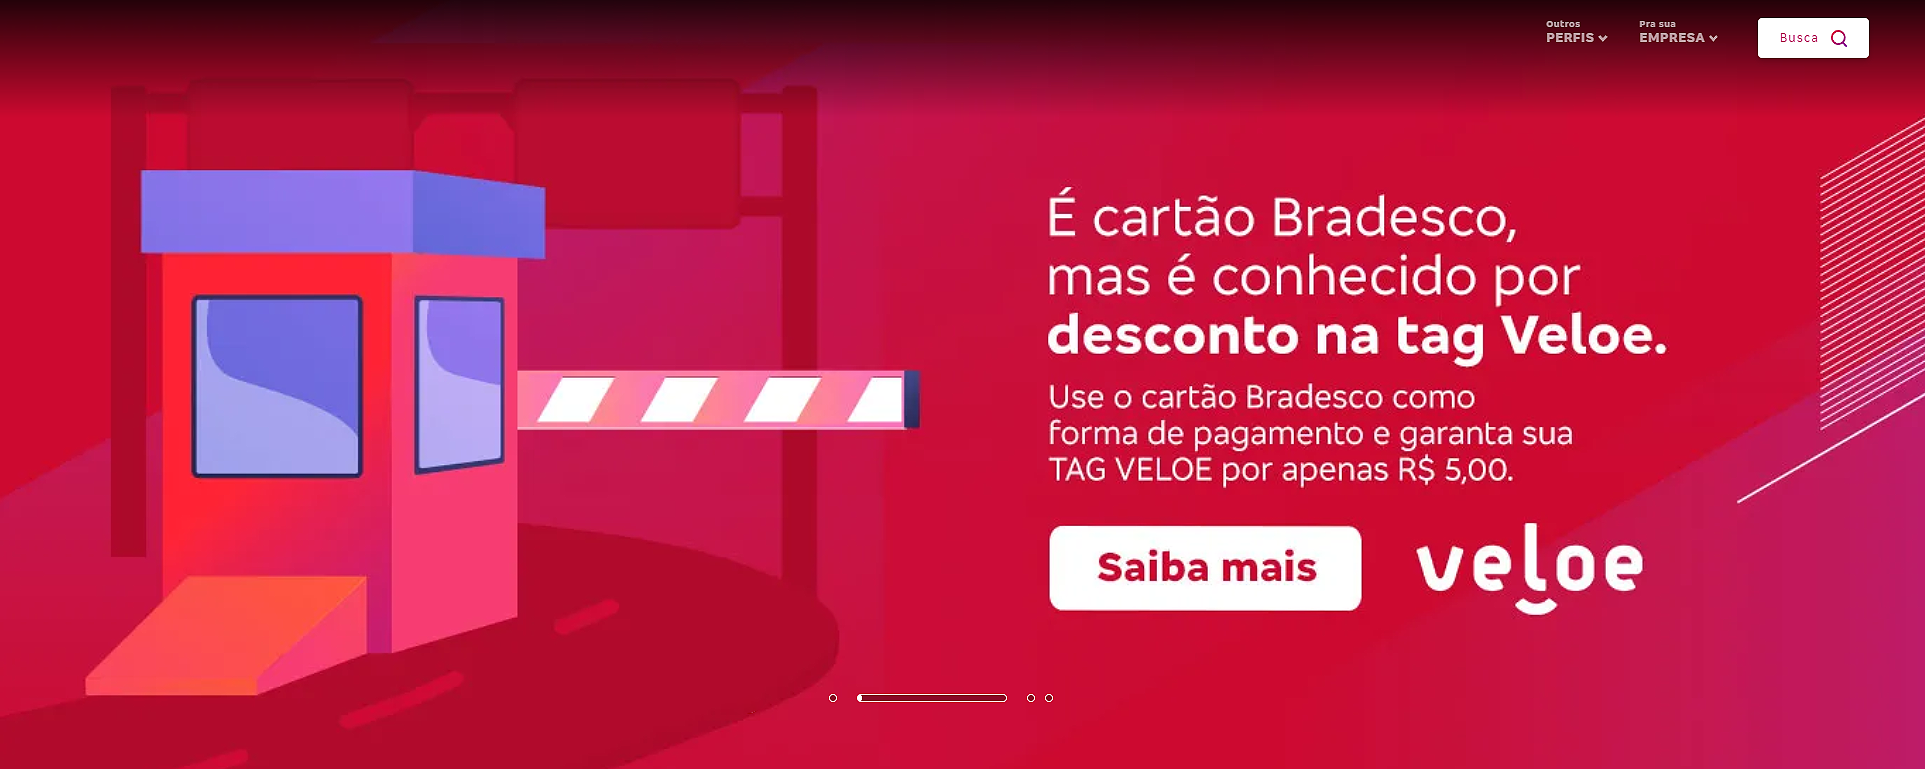 Outros
PERFIS
Pra sua
EMPRESA
Busca
É cartão Bradesco,
mas é conhecido por
desconto na tag Veloe.
Use o cartão Bradesco como
forma de pagamento e garanta sua
TAG VELOE por apenas R$ 5,00.
Saiba mais
veloe